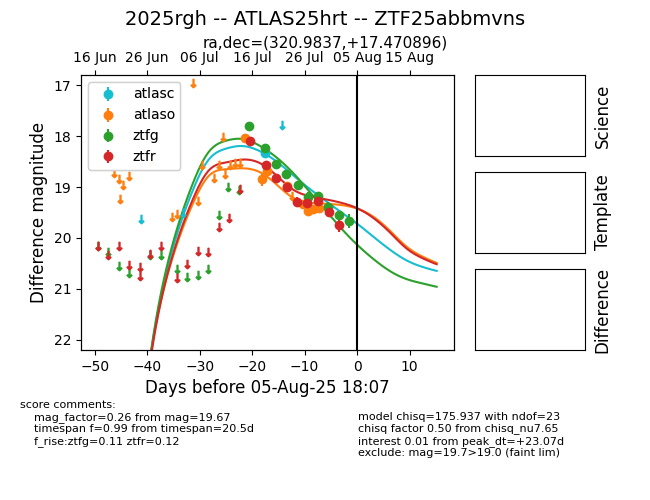 2025rgh -- ATLAS25hrt -- ZTF25abbmvns
ra,dec=(320.9837,+17.470896)
16 Jun 26 Jun 06 Jul 16 Jul 26 Jul 05 Aug 15 Aug
17
18
19
20
21
22
Difference magnitude
atlasc
atlaso
ztfg
ztfr
−50 −40 −30 −20 −10 0 10
Days before 05-Aug-25 18:07
Science
Template
Difference
score comments:
mag_factor=0.26 from mag=19.67
timespan f=0.99 from timespan=20.5d
f_rise:ztfg=0.11 ztfr=0.12
model chisq=175.937 with ndof=23
chisq factor 0.50 from chisq_nu7.65
interest 0.01 from peak_dt=+23.07d
exclude: mag=19.7>19.0 (faint lim)